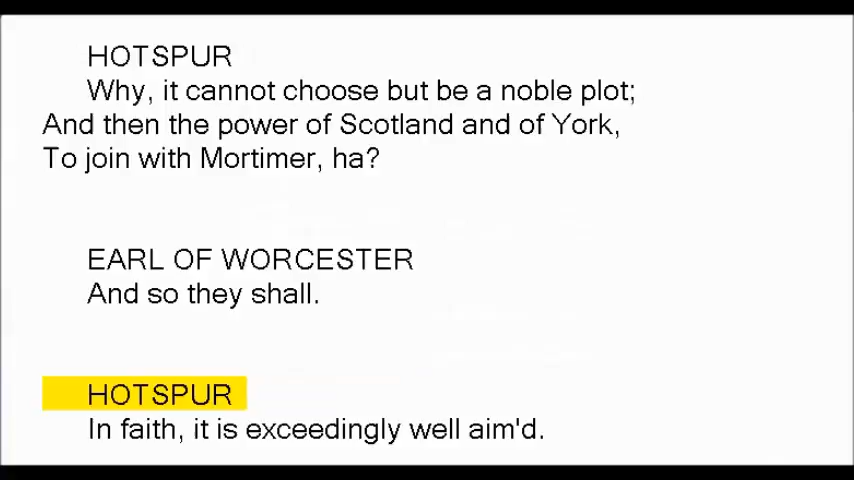 HOTSPUR
Why, it cannot choose but be a noble plot;
And then the power of Scotland and of York,
To join with Mortimer, ha?
EARL OF WORCESTER
And so they shall.
HOTSPUR
In faith, it is exceedingly well aim'd.